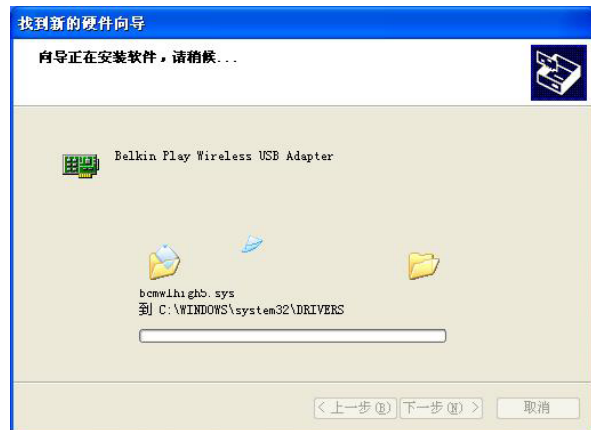 找到新的硬件向导
向导正在安装软件，请稍候...
Belkin Play Wireless USB Adapter
bcmwlhigh5.sys
到 C:\WINDOWS\system32\DRIVERS
< 上一步(B) 下一步(N) > 取消